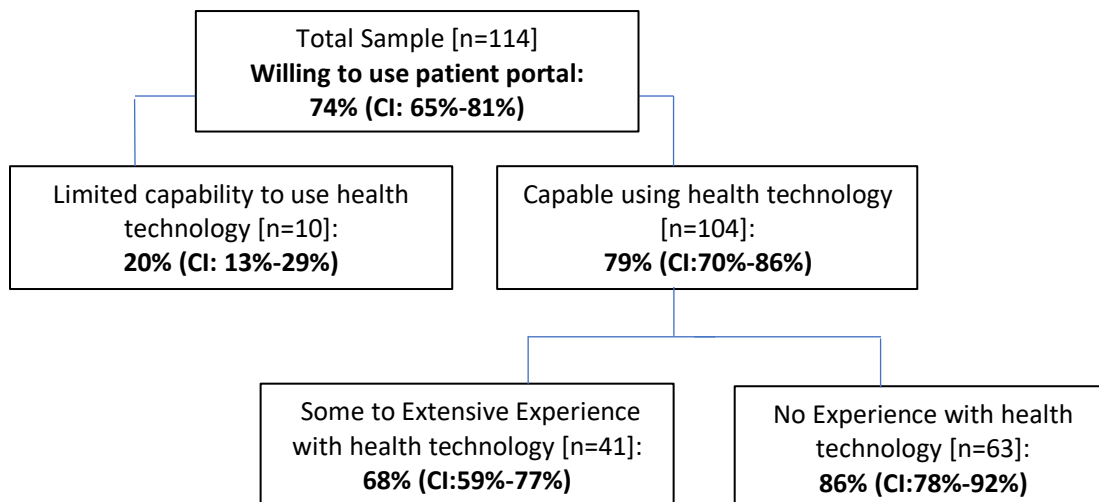 Total Sample [n=114]
Willing to use patient portal:
74% (CI: 65%-81%)
Limited capability to use health
technology [n=10]:
20% (CI: 13%-29%)
Capable using health technology
[n=104]:
79% (CI:70%-86%)
Some to Extensive Experience
with health technology [n=41]:
68% (CI:59%-77%)
No Experience with health
technology [n=63]:
86% (CI:78%-92%)